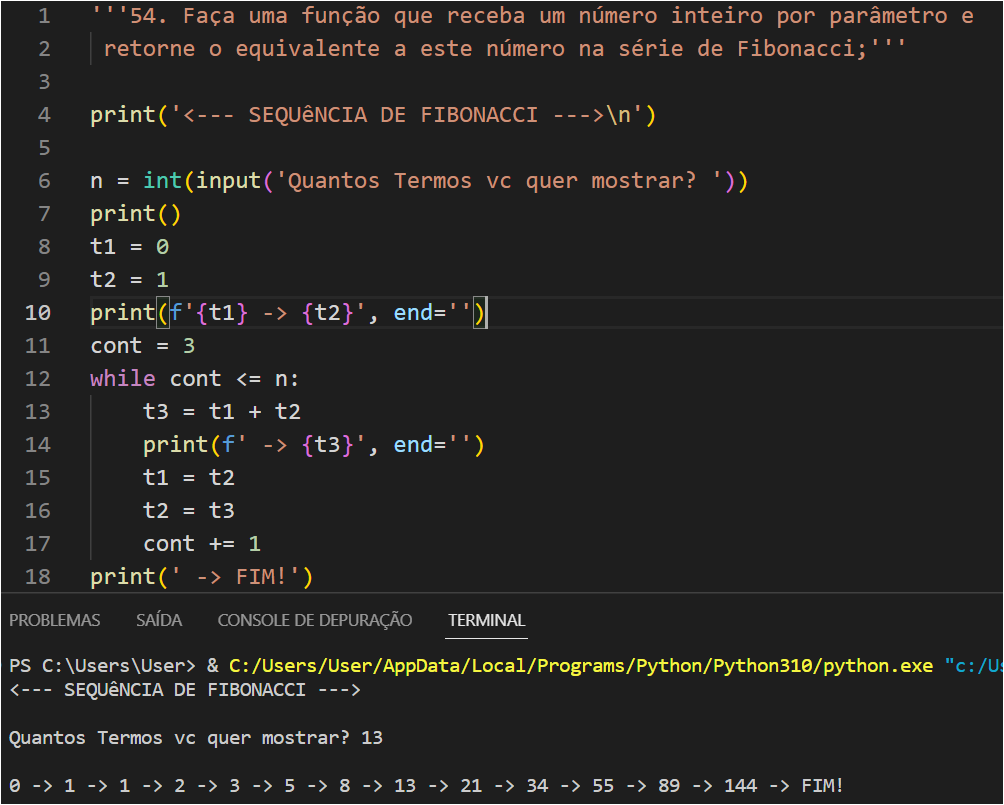 1 '''54. Faça uma função que receba um número inteiro por parâmetro e
2 retorne o equivalente a este número na série de Fibonacci;'''
3
4 print('<--- SEQUêNCIA DE FIBONACCI --->\n')
5
6 n = int(input('Quantos Termos vc quer mostrar? '))
7 print()
8 t1 = 0
9 t2 = 1
10 print(f'{t1} -> {t2}', end='')
11 cont = 3
12 while cont <= n:
13     t3 = t1 + t2
14     print(f' -> {t3}', end='')
15     t1 = t2
16     t2 = t3
17     cont += 1
18 print(' -> FIM!')
PROBLEMAS SAÍDA CONSOLE DE DEPURAÇÃO TERMINAL
PS C:\Users\User> & C:/Users/User/AppData/Local/Programs/Python/Python310/python.exe "c:/Us
<--- SEQUêNCIA DE FIBONACCI --->
Quantos Termos vc quer mostrar? 13
0 -> 1 -> 1 -> 2 -> 3 -> 5 -> 8 -> 13 -> 21 -> 34 -> 55 -> 89 -> 144 -> FIM!